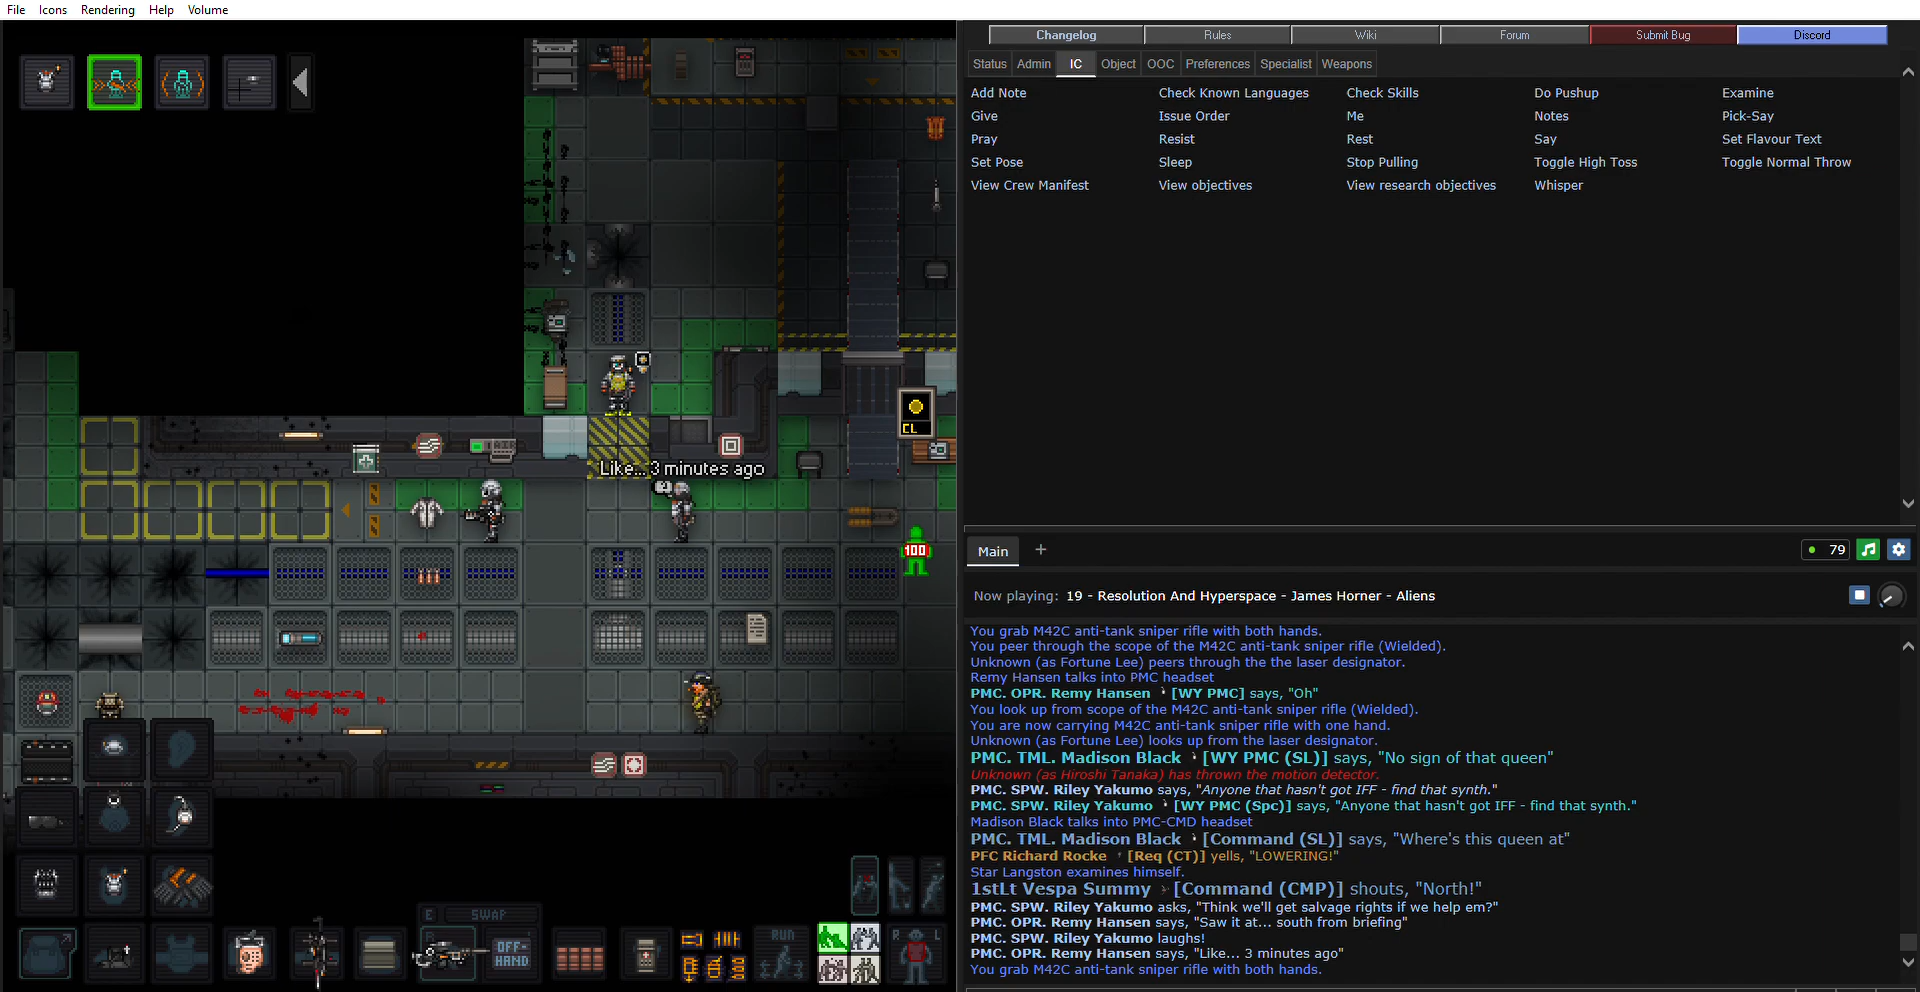 File Icons Rendering Help Volume
Changelog Rules Wiki Forum Submit Bug Discord
Status Admin IC Object OOC Preferences Specialist Weapons
Add Note Check Known Languages Check Skills Do Pushup Examine
Give Issue Order Me Notes Pick-Say
Pray Resist Rest Say Set Flavour Text
Set Pose Sleep Stop Pulling Toggle High Toss Toggle Normal Throw
View Crew Manifest View objectives View research objectives Whisper
CL
Like... 3 minutes ago
100
Main + 79
Now playing: 19 - Resolution And Hyperspace - James Horner - Aliens
You grab M42C anti-tank sniper rifle with both hands.
You peer through the scope of the M42C anti-tank sniper rifle (Wielded).
Unknown (as Fortune Lee) peers through the the laser designator.
Remy Hansen talks into PMC headset
PMC. OPR. Remy Hansen [WY PMC] says, "Oh"
You look up from scope of the M42C anti-tank sniper rifle (Wielded).
You are now carrying M42C anti-tank sniper rifle with one hand.
Unknown (as Fortune Lee) looks up from the laser designator.
PMC. TML. Madison Black [WY PMC (SL)] says, "No sign of that queen"
Unknown (as Hiroshi Tanaka) has thrown the motion detector.
PMC. SPW. Riley Yakumo says, "Anyone that hasn't got IFF - find that synth."
PMC. SPW. Riley Yakumo [WY PMC (Spc)] says, "Anyone that hasn't got IFF - find that synth."
Madison Black talks into PMC-CMD headset
PMC. TML. Madison Black [Command (SL)] says, "Where's this queen at"
PFC Richard Rocke [Req (CT)] yells, "LOWERING!"
Star Langston examines himself.
1stLt Vespa Summy [Command (CMP)] shouts, "North!"
PMC. SPW. Riley Yakumo asks, "Think we'll get salvage rights if we help em?"
PMC. OPR. Remy Hansen says, "Saw it at... south from briefing"
PMC. SPW. Riley Yakumo laughs!
PMC. OPR. Remy Hansen says, "Like... 3 minutes ago"
You grab M42C anti-tank sniper rifle with both hands.
E SWAP
R OFF-HAND
RUN
R L